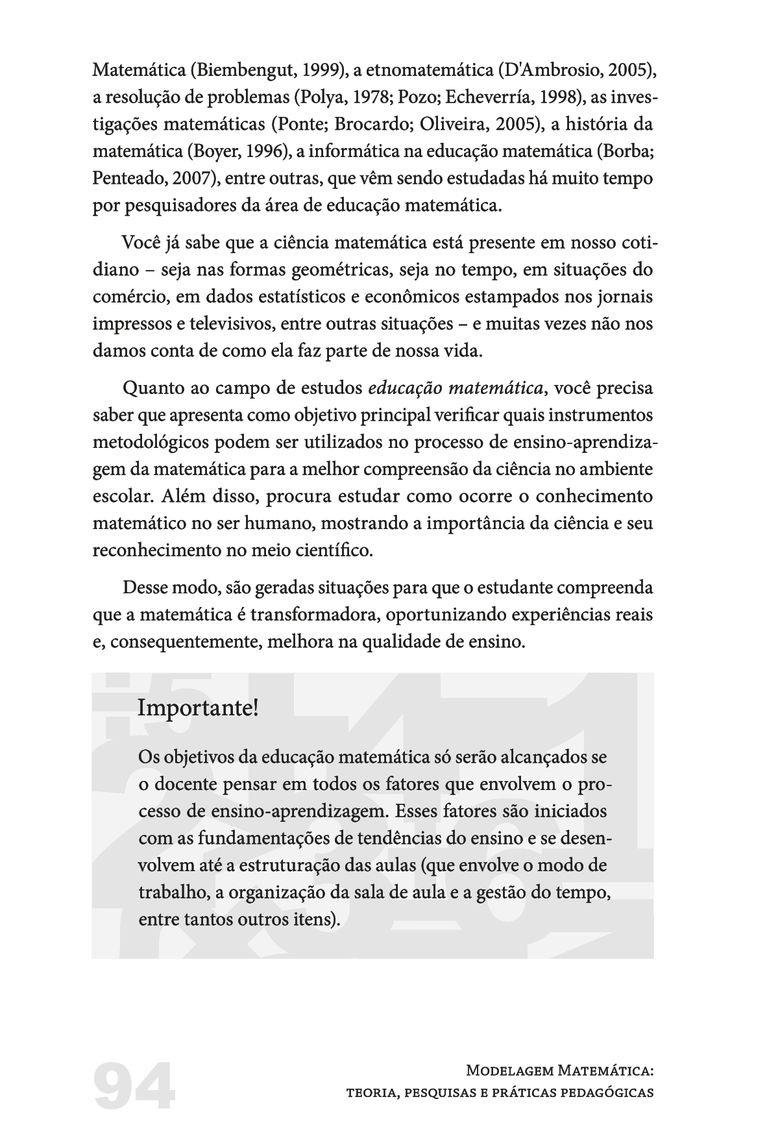 Matemática (Biembengut, 1999), a etnomatemática (D'Ambrosio, 2005),
a resolução de problemas (Polya, 1978; Pozo; Echeverría, 1998), as inves-
tigações matemáticas (Ponte; Brocardo; Oliveira, 2005), a história da
matemática (Boyer, 1996), a informática na educação matemática (Borba;
Penteado, 2007), entre outras, que vêm sendo estudadas há muito tempo
por pesquisadores da área de educação matemática.
Você já sabe que a ciência matemática está presente em nosso coti-
diano – seja nas formas geométricas, seja no tempo, em situações do
comércio, em dados estatísticos e econômicos estampados nos jornais
impressos e televisivos, entre outras situações – e muitas vezes não nos
damos conta de como ela faz parte de nossa vida.
Quanto ao campo de estudos educação matemática, você precisa
saber que apresenta como objetivo principal verificar quais instrumentos
metodológicos podem ser utilizados no processo de ensino-aprendiza-
gem da matemática para a melhor compreensão da ciência no ambiente
escolar. Além disso, procura estudar como ocorre o conhecimento
matemático no ser humano, mostrando a importância da ciência e seu
reconhecimento no meio científico.
Desse modo, são geradas situações para que o estudante compreenda
que a matemática é transformadora, oportunizando experiências reais
e, consequentemente, melhora na qualidade de ensino.
Importante!
Os objetivos da educação matemática só serão alcançados se
o docente pensar em todos os fatores que envolvem o pro-
cesso de ensino-aprendizagem. Esses fatores são iniciados
com as fundamentações de tendências do ensino e se desen-
volvem até a estruturação das aulas (que envolve o modo de
trabalho, a organização da sala de aula e a gestão do tempo,
entre tantos outros itens).
94
Modelagem Matemática:
teoria, pesquisas e práticas pedagógicas